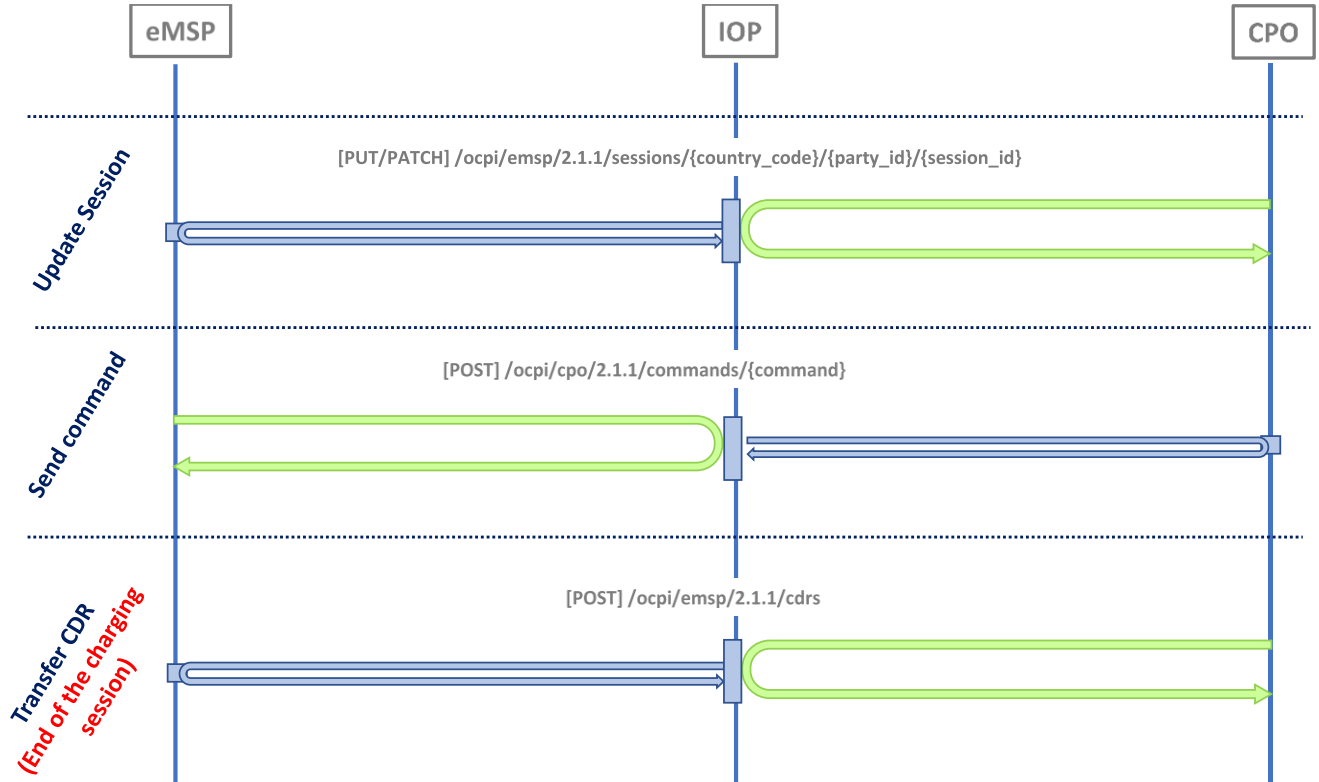 eMSP
IOP
CPO
Update Session
[PUT/PATCH] /ocpi/emsp/2.1.1/sessions/{country_code}/{party_id}/{session_id}
Send command
[POST] /ocpi/cpo/2.1.1/commands/{command}
Transfer CDR
(End of the charging
session)
[POST] /ocpi/emsp/2.1.1/cdrs